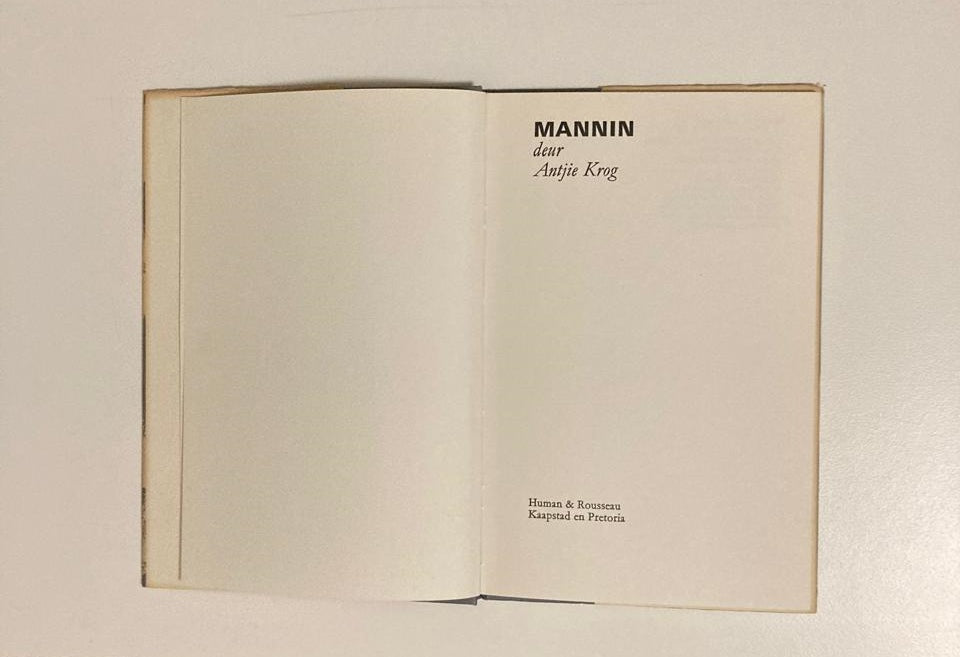 MANNIN
deur
Antjie Krog
Human & Rousseau
Kaapstad en Pretoria